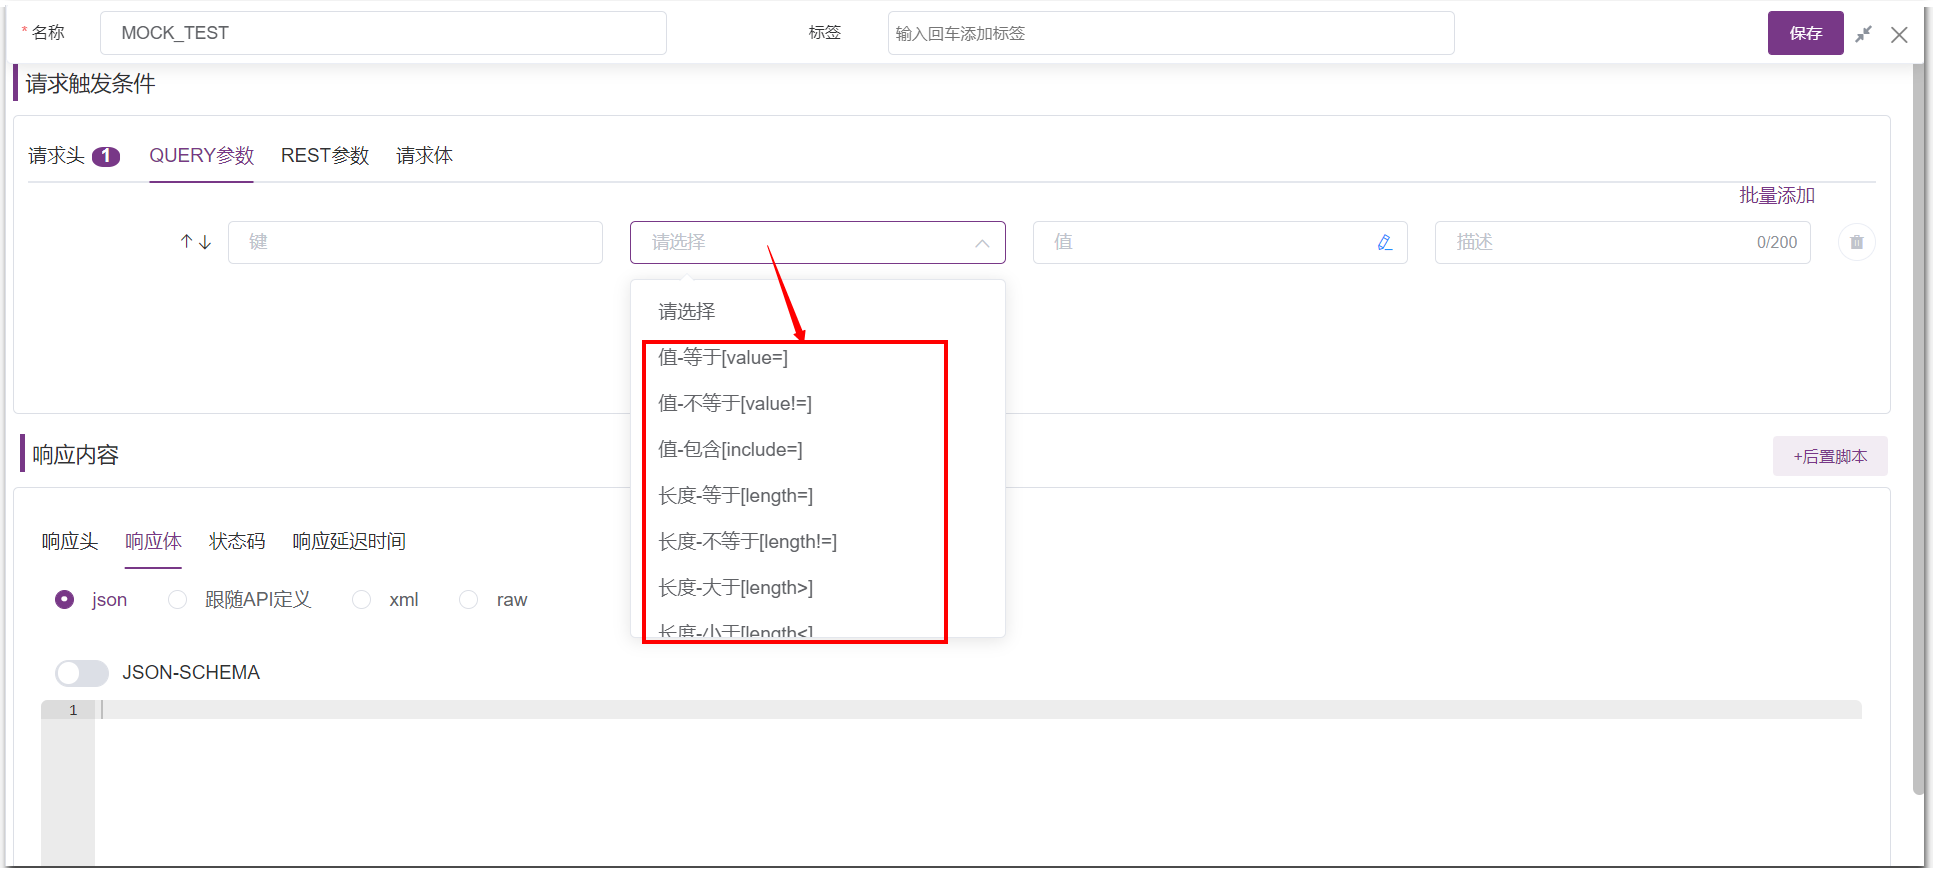 * 名称 MOCK_TEST 标签 输入回车添加标签 保存
请求触发条件
请求头 1 QUERY参数 REST参数 请求体
批量添加
键 请选择 值 描述 0/200
请选择
值-等于[value=]
值-不等于[value!=]
值-包含[include=]
长度-等于[length=]
长度-不等于[length!=]
长度-大于[length>]
长度-小于[length<]
响应内容 +后置脚本
响应头 响应体 状态码 响应延迟时间
json 跟随API定义 xml raw
JSON-SCHEMA
1